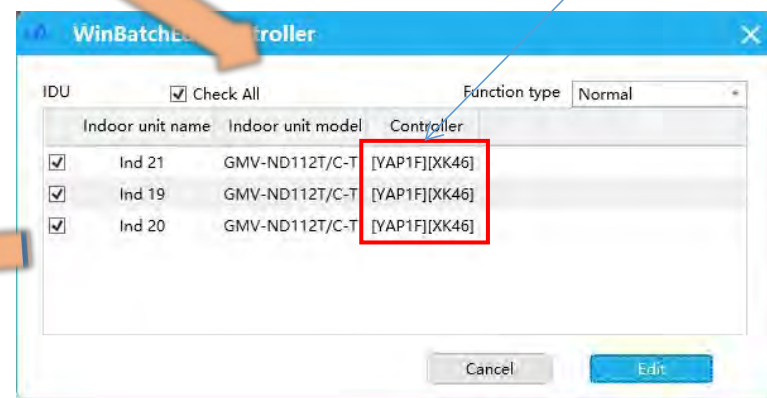 WinBatchE troller
IDU Check All Function type Normal
Indoor unit name Indoor unit model Controller
Ind 21 GMV-ND112T/C-T [YAP1F][XK46]
Ind 19 GMV-ND112T/C-T [YAP1F][XK46]
Ind 20 GMV-ND112T/C-T [YAP1F][XK46]
Cancel Edit